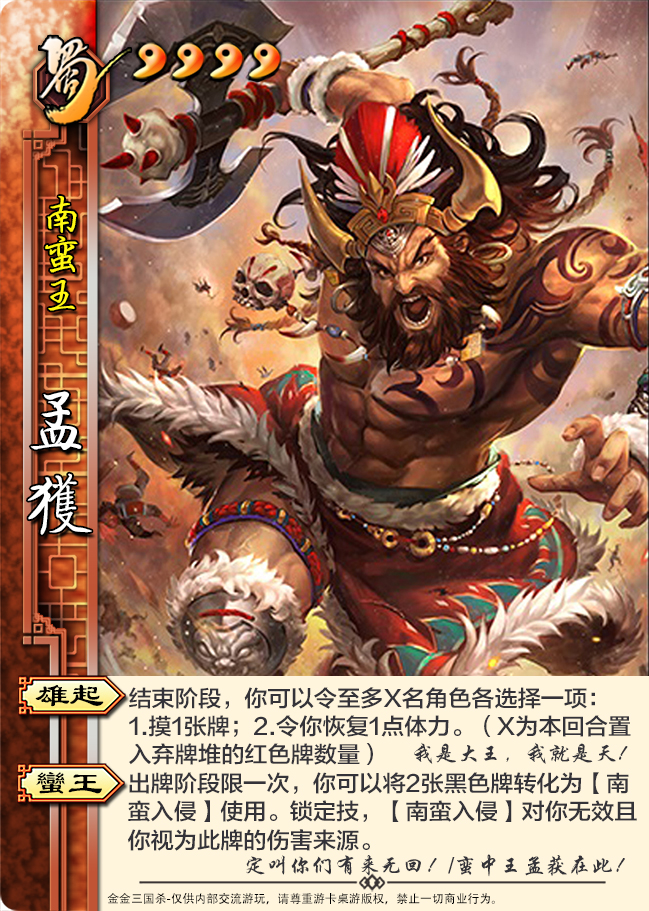 蜀
9999
南蛮王
孟獲
雄起
结束阶段，你可以令至多X名角色各选择一项：
1.摸1张牌；2.令你恢复1点体力。（X为本回合置
入弃牌堆的红色牌数量） 我是大王，我就是天！
蠻王
出牌阶段限一次，你可以将2张黑色牌转化为【南
蛮入侵】使用。锁定技，【南蛮入侵】对你无效且
你视为此牌的伤害来源。
定叫你们有来无回！/蛮中王孟获在此！
金金三国杀-仅供内部交流游玩，请尊重游卡桌游版权，禁止一切商业行为。